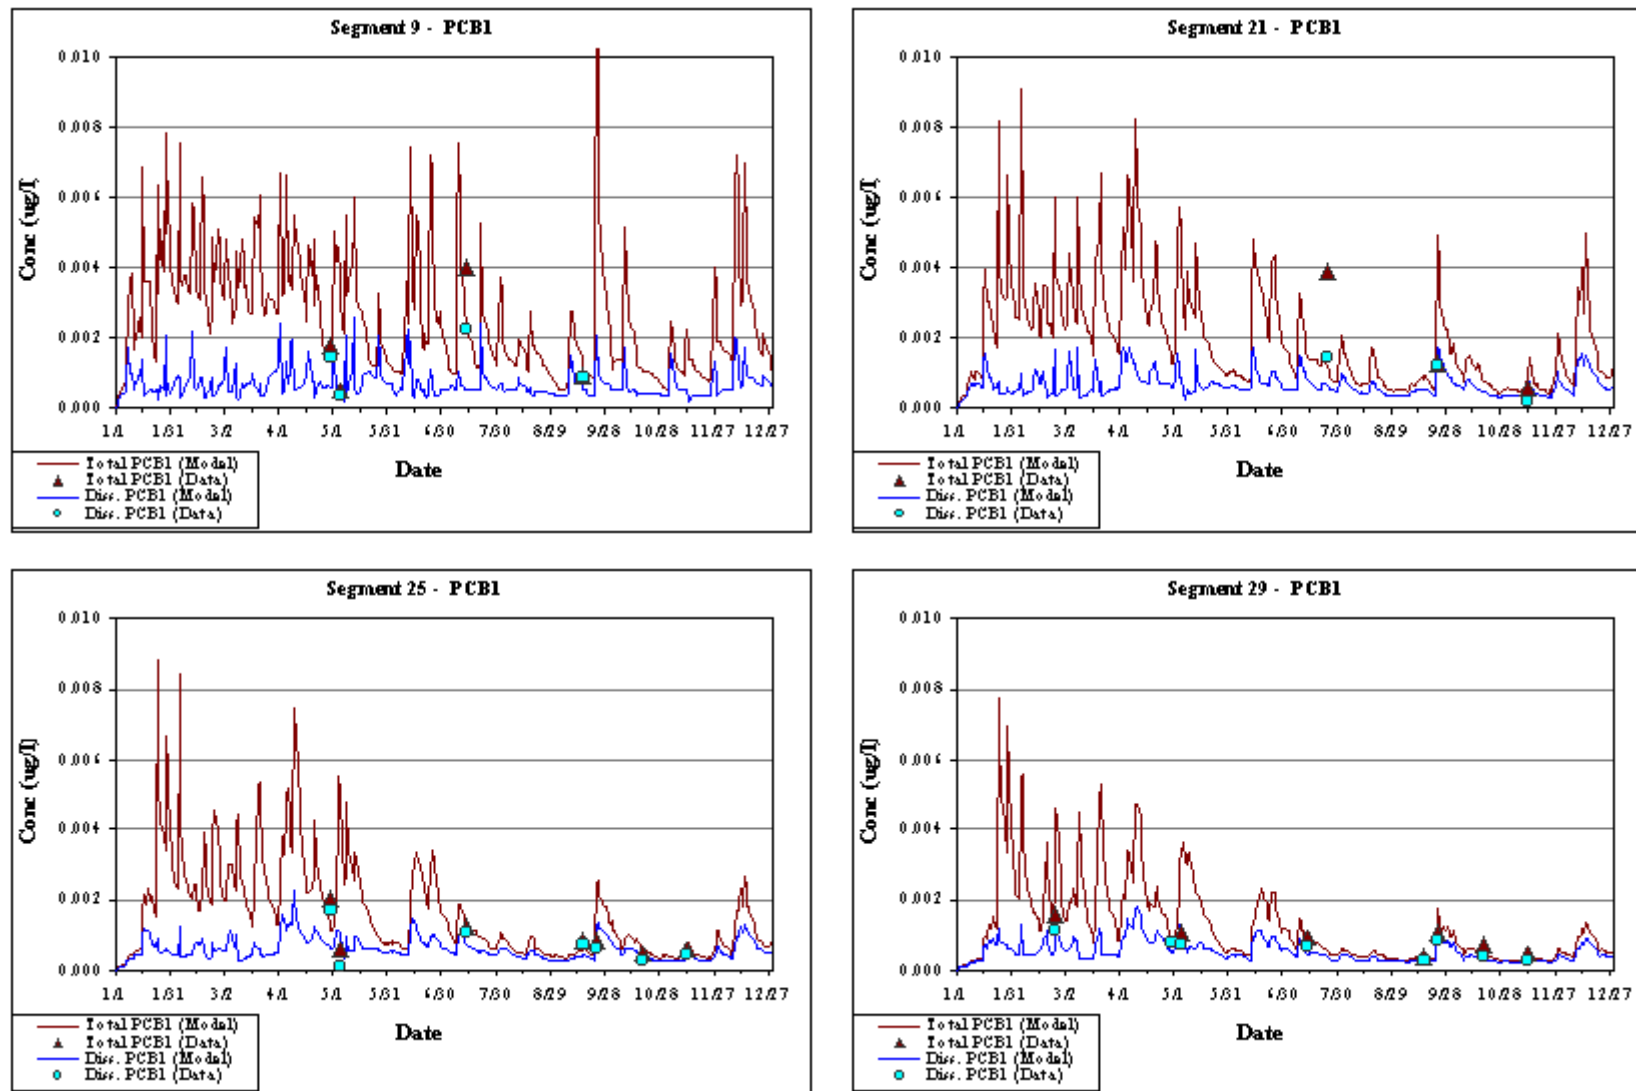 Segment 9 - PCB1
0.010
0.008
0.006
0.004
0.002
0.000
Conc (ug/L)
1/1 1/31 3/2 4/1 5/1 5/31 6/30 7/30 8/29 9/28 10/28 11/27 12/27
Date
Total PCB1 (Model)
Total PCB1 (Data)
Diss. PCB1 (Model)
Diss. PCB1 (Data)
Segment 21 - PCB1
0.010
0.008
0.006
0.004
0.002
0.000
Conc (ug/L)
1/1 1/31 3/2 4/1 5/1 5/31 6/30 7/30 8/29 9/28 10/28 11/27 12/27
Date
Total PCB1 (Model)
Total PCB1 (Data)
Diss. PCB1 (Model)
Diss. PCB1 (Data)
Segment 25 - PCB1
0.010
0.008
0.006
0.004
0.002
0.000
Conc (ug/L)
1/1 1/31 3/2 4/1 5/1 5/31 6/30 7/30 8/29 9/28 10/28 11/27 12/27
Date
Total PCB1 (Model)
Total PCB1 (Data)
Diss. PCB1 (Model)
Diss. PCB1 (Data)
Segment 29 - PCB1
0.010
0.008
0.006
0.004
0.002
0.000
Conc (ug/L)
1/1 1/31 3/2 4/1 5/1 5/31 6/30 7/30 8/29 9/28 10/28 11/27 12/27
Date
Total PCB1 (Model)
Total PCB1 (Data)
Diss. PCB1 (Model)
Diss. PCB1 (Data)